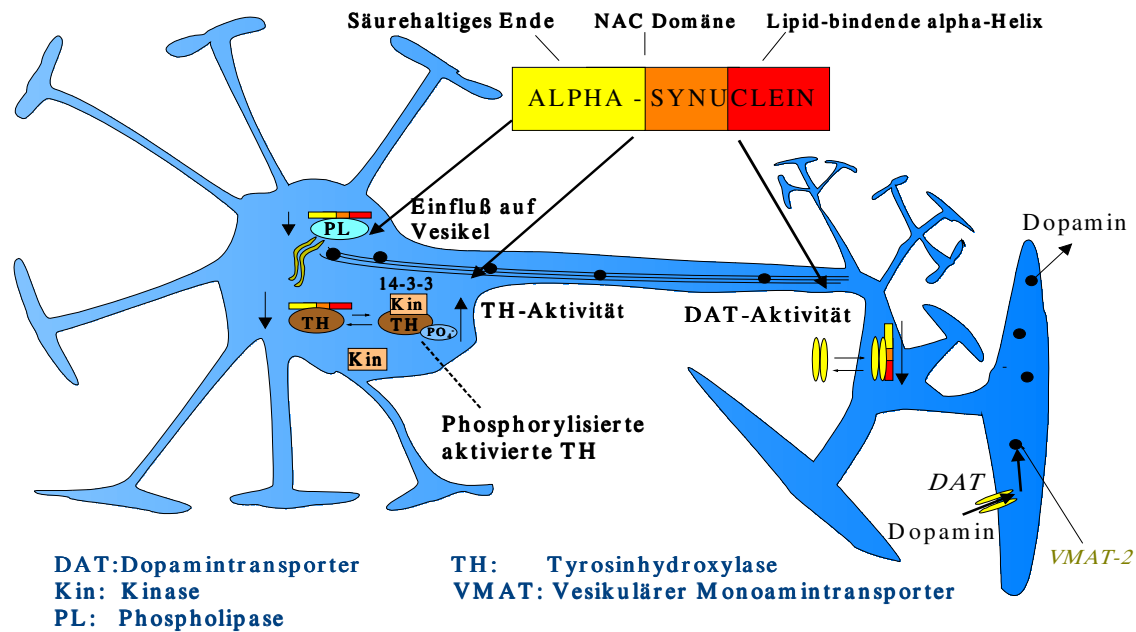 Säurehaltiges Ende
NAC Domäne
Lipid-bindende alpha-Helix
ALPHA - SYNUCLEIN
Einfluß auf
Vesikel
PL
14-3-3
Kin
TH
TH
PO4-
Kin
TH-Aktivität
DAT-Aktivität
Dopamin
Phosphorylisierte
aktivierte TH
DAT
Dopamin
VMAT-2
DAT:Dopamintransporter
Kin: Kinase
PL: Phospholipase
TH: Tyrosinhydroxylase
VMAT: Vesikulärer Monoamintransporter